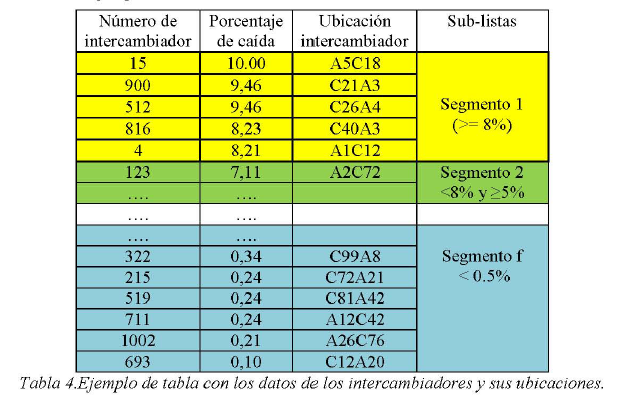 Número de intercambiador Porcentaje de caída Ubicación intercambiador Sub-listas
15 10.00 A5C18 Segmento 1 (>= 8%)
900 9,46 C21A3
512 9,46 C26A4
816 8,23 C40A3
4 8,21 A1C12
123 7,11 A2C72 Segmento 2 <8% y ≥5%
.... ....
.... ....
.... .... Segmento f < 0.5%
322 0,34 C99A8
215 0,24 C72A21
519 0,24 C81A42
711 0,24 A12C42
1002 0,21 A26C76
693 0,10 C12A20
Tabla 4.Ejemplo de tabla con los datos de los intercambiadores y sus ubicaciones.